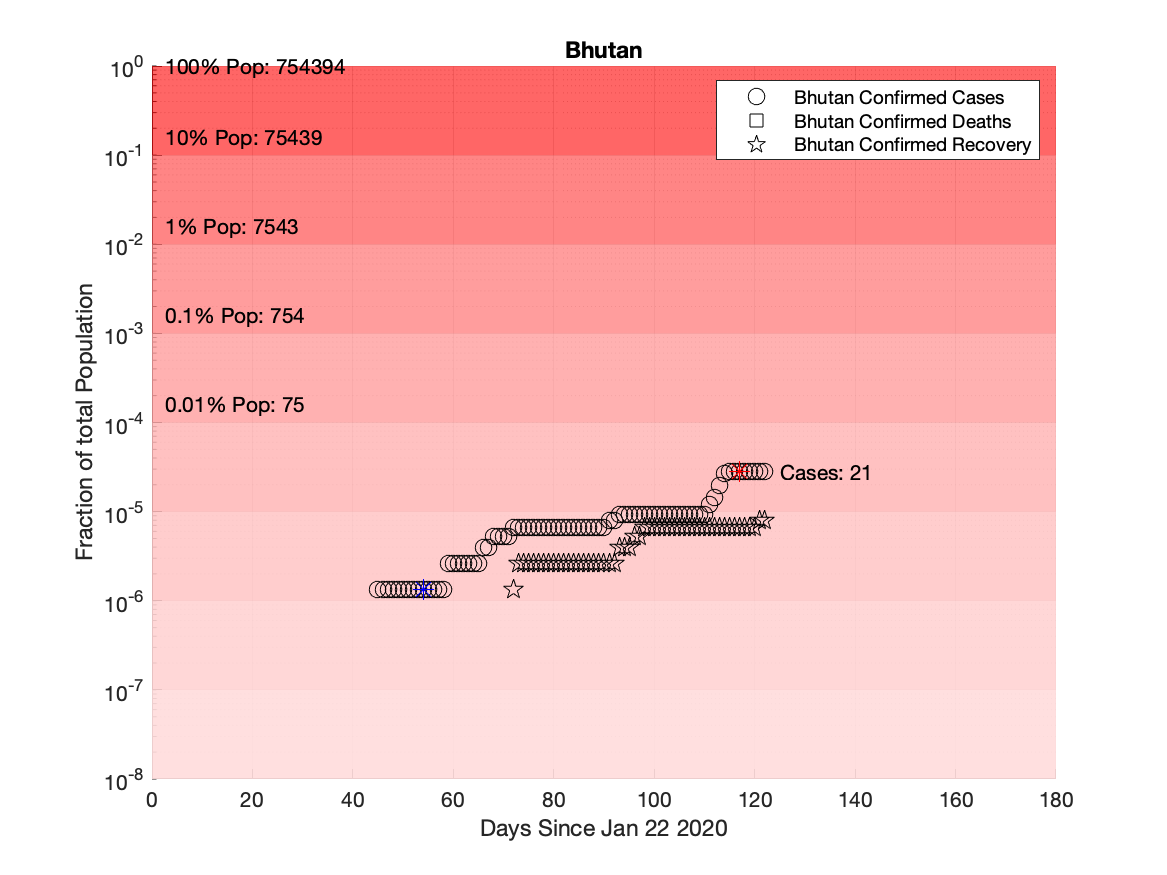 Bhutan
10^0
100% Pop: 754394
Bhutan Confirmed Cases
Bhutan Confirmed Deaths
Bhutan Confirmed Recovery
10% Pop: 75439
10^-1
1% Pop: 7543
10^-2
0.1% Pop: 754
10^-3
0.01% Pop: 75
10^-4
Cases: 21
10^-5
10^-6
10^-7
10^-8
Fraction of total Population
0 20 40 60 80 100 120 140 160 180
Days Since Jan 22 2020